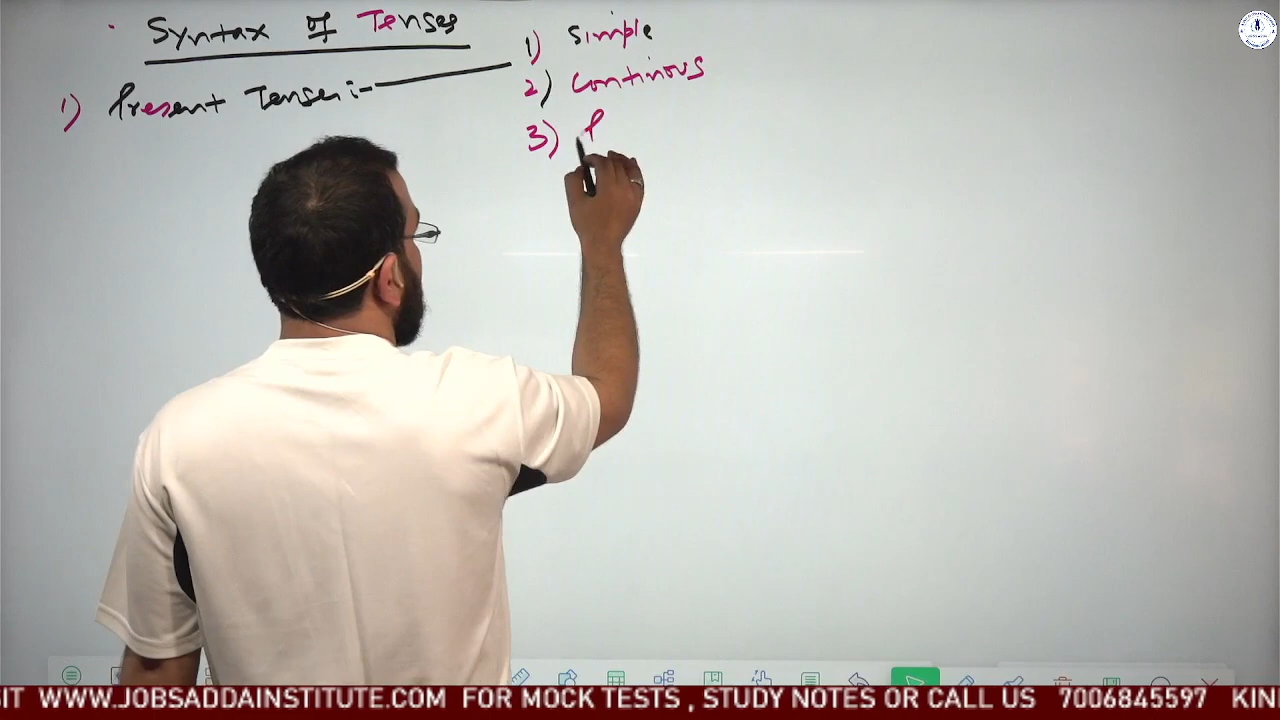 Syntax of Tenses
1) Present Tense :-
1) Simple
2) Continous
3) P
SIT WWW.JOBSADDAINSTITUTE.COM FOR MOCK TESTS , STUDY NOTES OR CALL US 7006845597 KIN